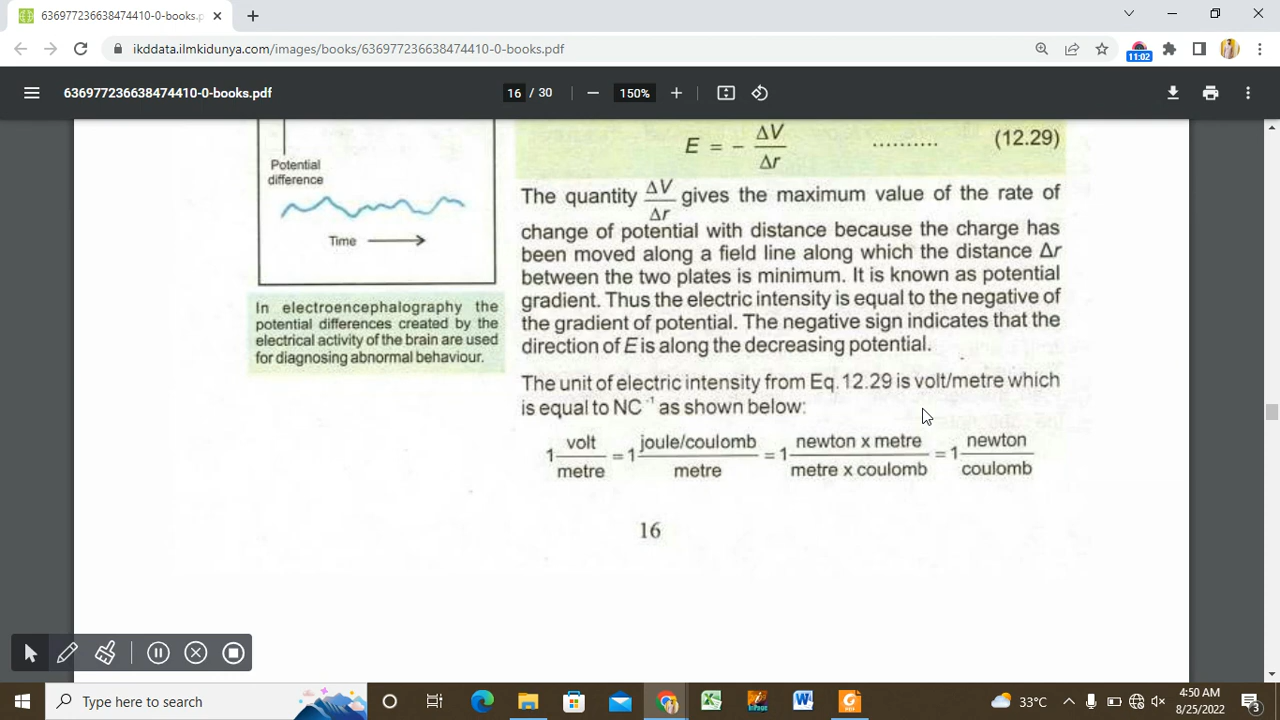 636977236638474410-0-books.p
ikddata.ilmkidunya.com/images/books/636977236638474410-0-books.pdf
11:02
636977236638474410-0-books.pdf
16 / 30
150%
Potential
difference
Time
In electroencephalography the
potential differences created by the
electrical activity of the brain are used
for diagnosing abnormal behaviour.
E = - ΔV/Δr .......... (12.29)
The quantity ΔV/Δr gives the maximum value of the rate of
change of potential with distance because the charge has
been moved along a field line along which the distance Δr
between the two plates is minimum. It is known as potential
gradient. Thus the electric intensity is equal to the negative of
the gradient of potential. The negative sign indicates that the
direction of E is along the decreasing potential.
The unit of electric intensity from Eq.12.29 is volt/metre which
is equal to NC⁻¹ as shown below:
1 volt/metre = 1 joule/coulomb/metre = 1 newton x metre/metre x coulomb = 1 newton/coulomb
16
Type here to search
33°C
4:50 AM
8/25/2022
3